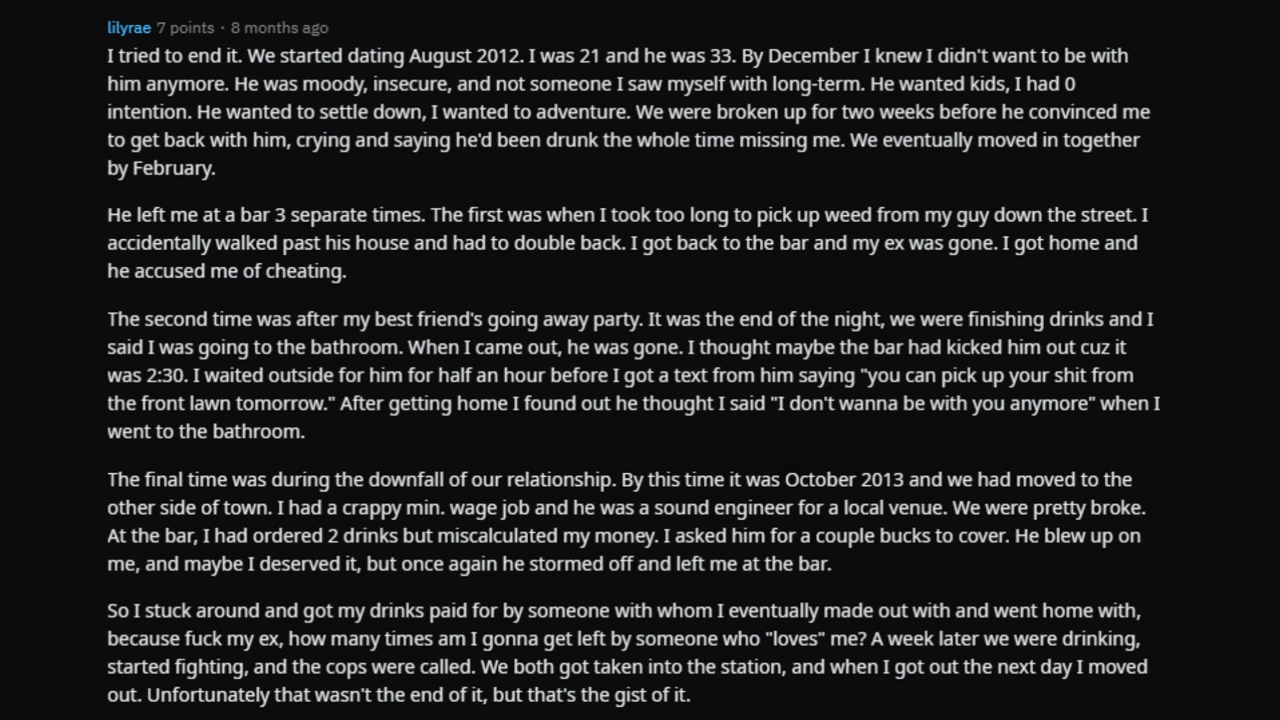 lilyrae 7 points · 8 months ago
I tried to end it. We started dating August 2012. I was 21 and he was 33. By December I knew I didn't want to be with
him anymore. He was moody, insecure, and not someone I saw myself with long-term. He wanted kids, I had 0
intention. He wanted to settle down, I wanted to adventure. We were broken up for two weeks before he convinced me
to get back with him, crying and saying he'd been drunk the whole time missing me. We eventually moved in together
by February.
He left me at a bar 3 separate times. The first was when I took too long to pick up weed from my guy down the street. I
accidentally walked past his house and had to double back. I got back to the bar and my ex was gone. I got home and
he accused me of cheating.
The second time was after my best friend's going away party. It was the end of the night, we were finishing drinks and I
said I was going to the bathroom. When I came out, he was gone. I thought maybe the bar had kicked him out cuz it
was 2:30. I waited outside for him for half an hour before I got a text from him saying "you can pick up your shit from
the front lawn tomorrow." After getting home I found out he thought I said "I don't wanna be with you anymore" when I
went to the bathroom.
The final time was during the downfall of our relationship. By this time it was October 2013 and we had moved to the
other side of town. I had a crappy min. wage job and he was a sound engineer for a local venue. We were pretty broke.
At the bar, I had ordered 2 drinks but miscalculated my money. I asked him for a couple bucks to cover. He blew up on
me, and maybe I deserved it, but once again he stormed off and left me at the bar.
So I stuck around and got my drinks paid for by someone with whom I eventually made out with and went home with,
because fuck my ex, how many times am I gonna get left by someone who "loves" me? A week later we were drinking,
started fighting, and the cops were called. We both got taken into the station, and when I got out the next day I moved
out. Unfortunately that wasn't the end of it, but that's the gist of it.